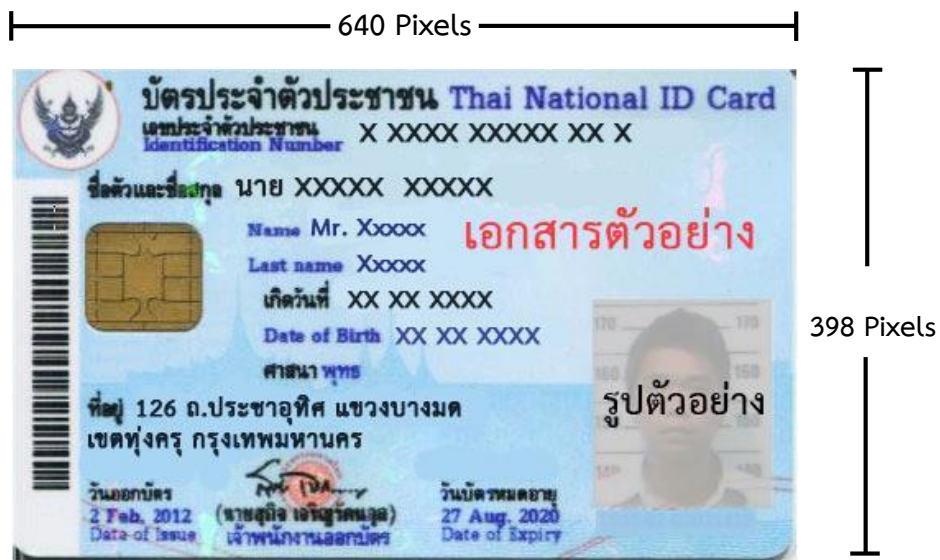 640 Pixels
บัตรประจำตัวประชาชน Thai National ID Card
เลขประจำตัวประชาชน X XXXX XXXXX XX X
Identification Number
ชื่อตัวและชื่อสกุล นาย XXXXX XXXXX
Name Mr. Xxxxx
เอกสารตัวอย่าง
Last name Xxxxx
เกิดวันที่ XX XX XXXX
Date of Birth XX XX XXXX
398 Pixels
ศาสนา พุทธ
รูปตัวอย่าง
ที่อยู่ 126 ถ.ประชาอุทิศ แขวงบางมด
เขตทุ่งครุ กรุงเทพมหานคร
170 170
160 160
วันออกบัตร
2 Feb. 2012
Date of Issue
เจ้าพนักงานออกบัตร
วันบัตรหมดอายุ
27 Aug. 2020
Date of Expiry